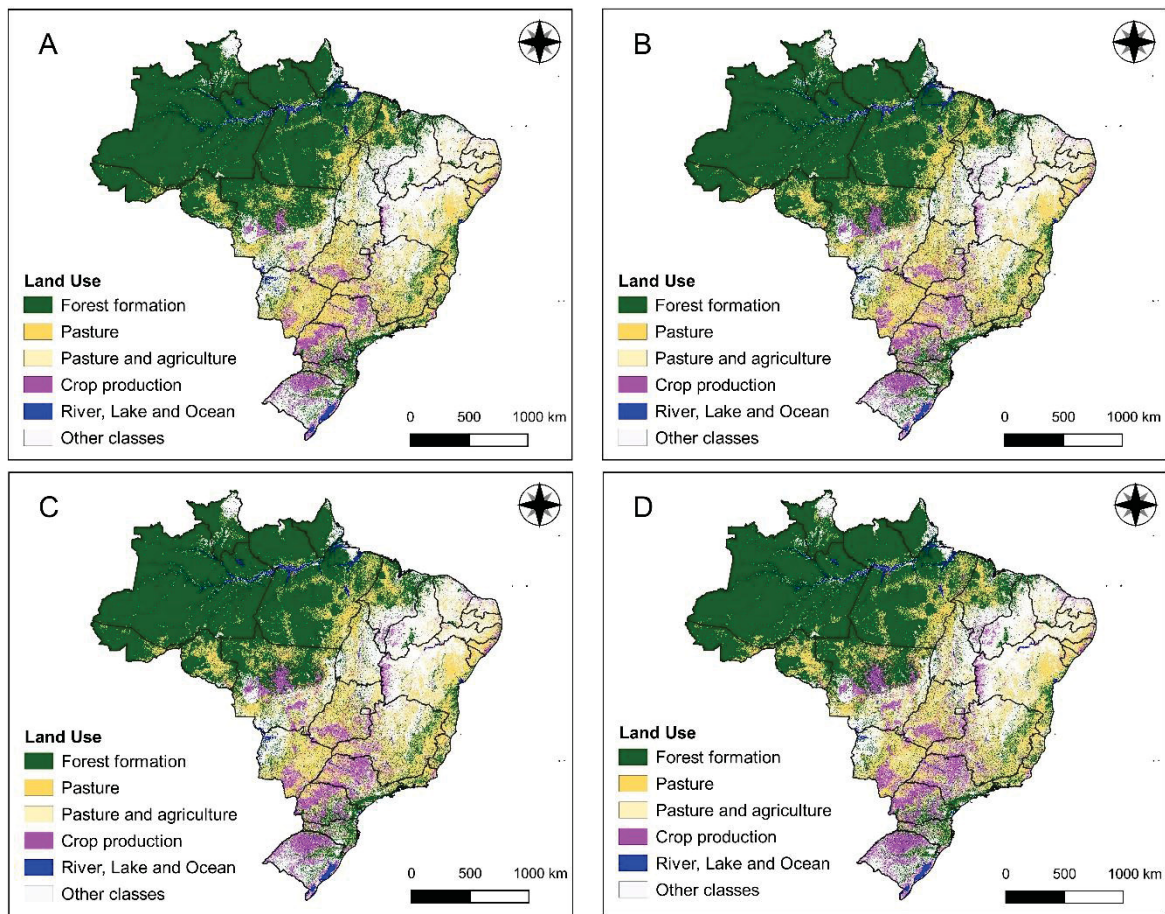 A
Land Use
Forest formation
Pasture
Pasture and agriculture
Crop production
River, Lake and Ocean
Other classes
0 500 1000 km
B
Land Use
Forest formation
Pasture
Pasture and agriculture
Crop production
River, Lake and Ocean
Other classes
0 500 1000 km
C
Land Use
Forest formation
Pasture
Pasture and agriculture
Crop production
River, Lake and Ocean
Other classes
0 500 1000 km
D
Land Use
Forest formation
Pasture
Pasture and agriculture
Crop production
River, Lake and Ocean
Other classes
0 500 1000 km